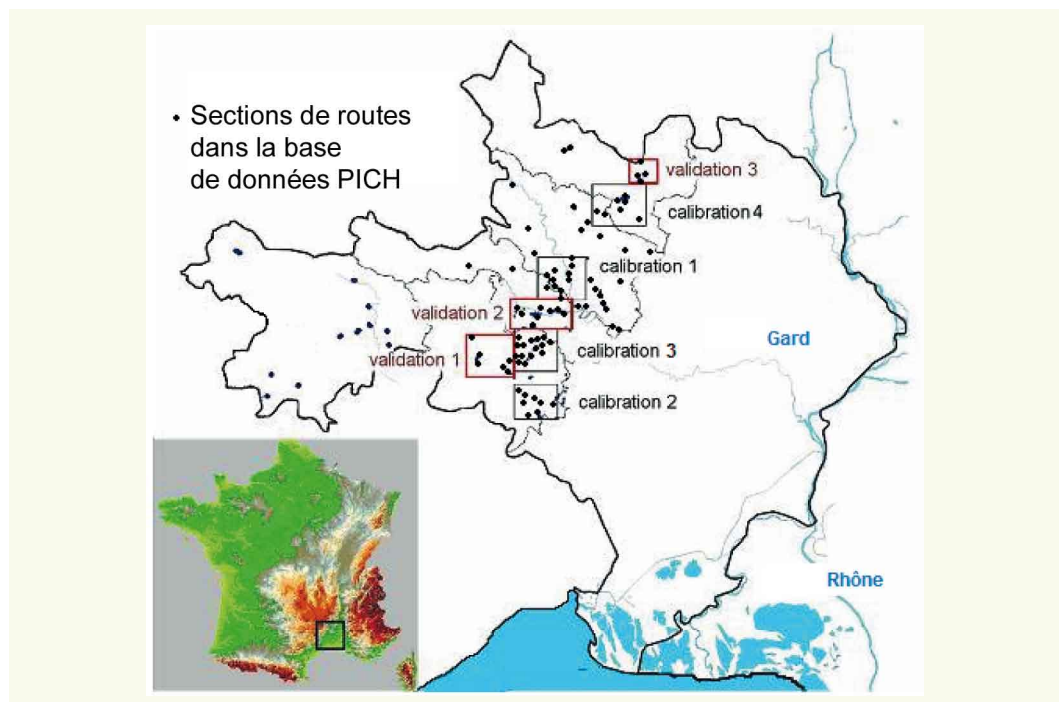 Sections de routes
dans la base
de données PICH
validation 3
calibration 4
calibration 1
validation 2
validation 1
calibration 3
Gard
calibration 2
Rhône